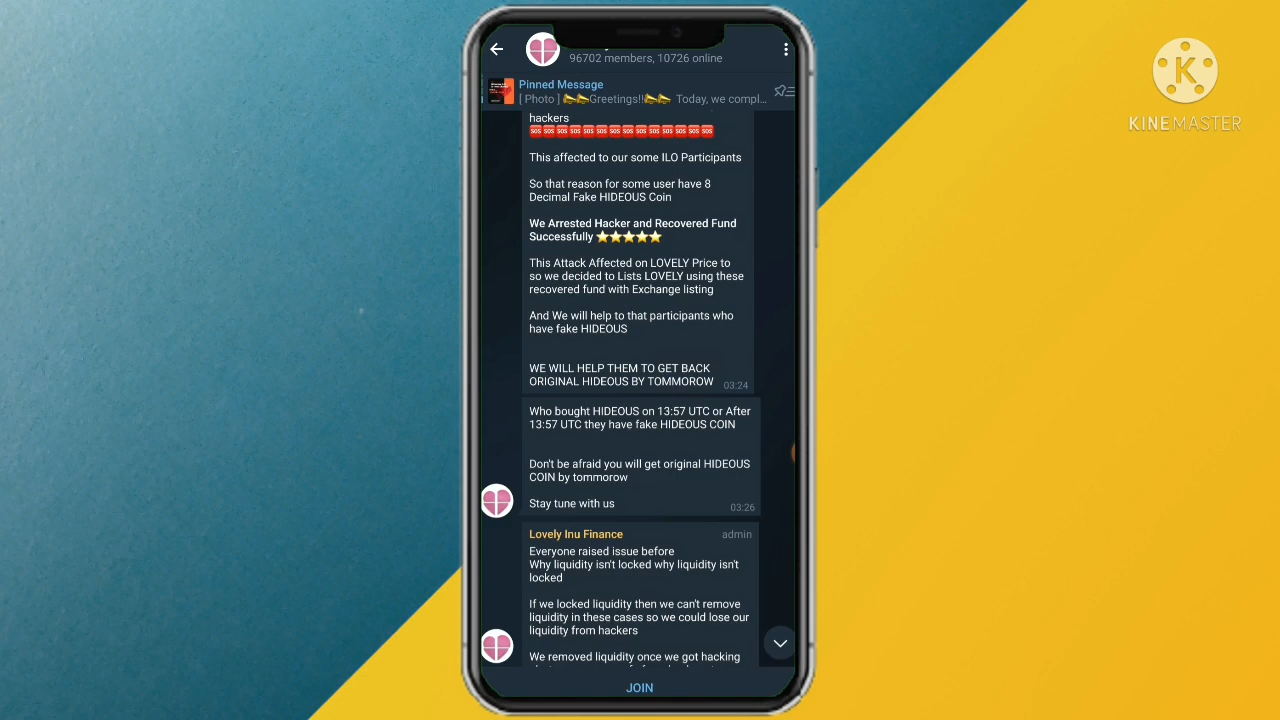 96702 members, 10726 online
Pinned Message
[ Photo ] Greetings!! Today, we compl...
hackers
This affected to our some ILO Participants
So that reason for some user have 8
Decimal Fake HIDEOUS Coin
We Arrested Hacker and Recovered Fund
Successfully ⭐⭐⭐⭐⭐
This Attack Affected on LOVELY Price to
so we decided to Lists LOVELY using these
recovered fund with Exchange listing
And We will help to that participants who
have fake HIDEOUS
WE WILL HELP THEM TO GET BACK
ORIGINAL HIDEOUS BY TOMMOROW
03:24
Who bought HIDEOUS on 13:57 UTC or After
13:57 UTC they have fake HIDEOUS COIN
Don't be afraid you will get original HIDEOUS
COIN by tommorow
Stay tune with us
03:26
Lovely Inu Finance admin
Everyone raised issue before
Why liquidity isn't locked why liquidity isn't
locked
If we locked liquidity then we can't remove
liquidity in these cases so we could lose our
liquidity from hackers
We removed liquidity once we got hacking
JOIN
K
KINEMASTER